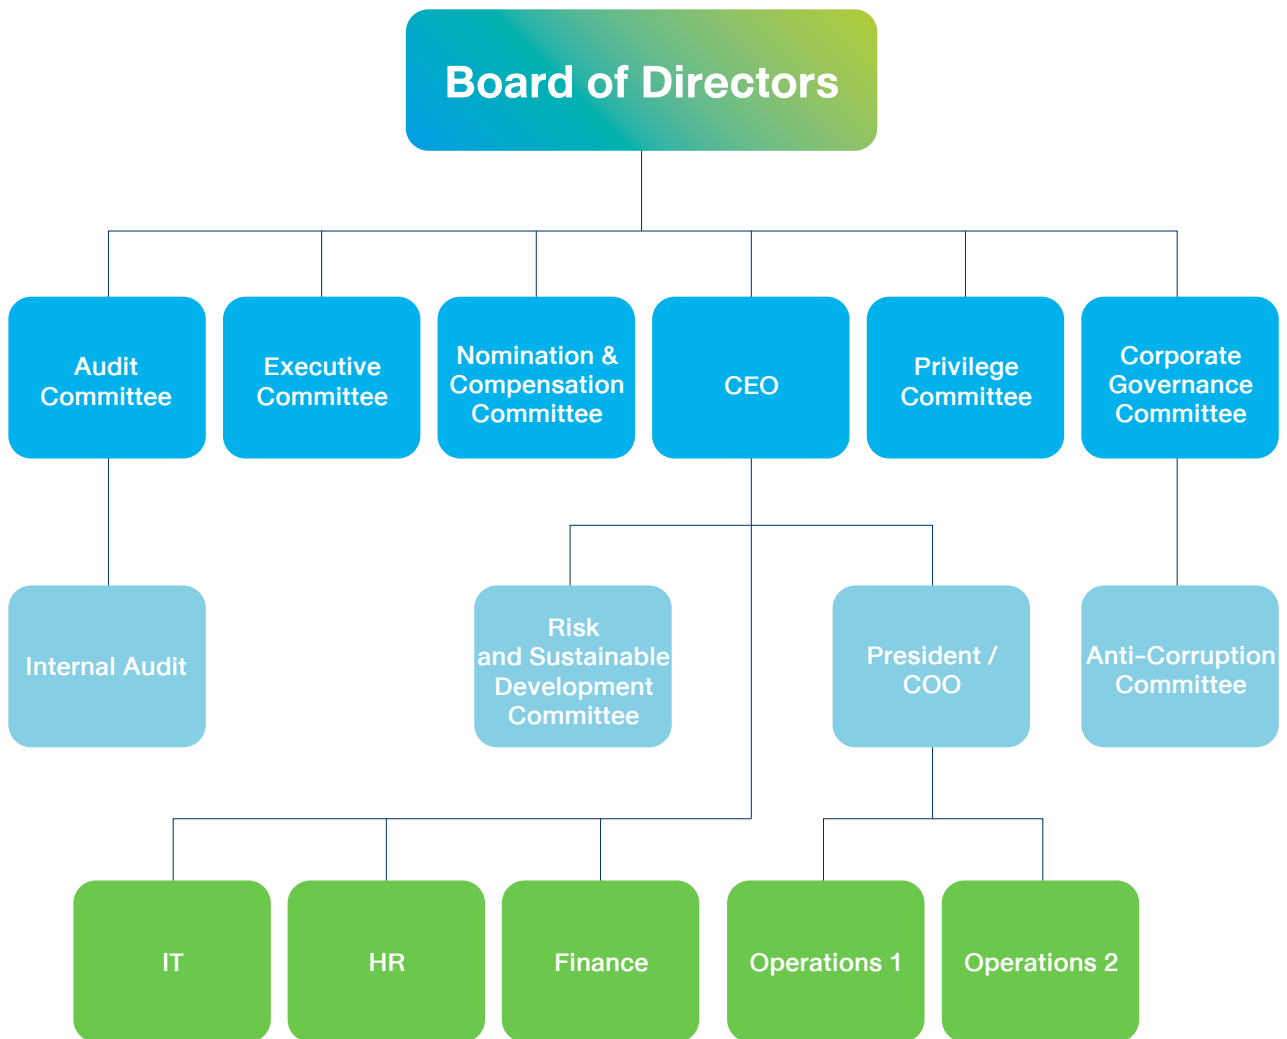 Board of Directors
Audit
Committee
Executive
Committee
Nomination &
Compensation
Committee
CEO
Privilege
Committee
Corporate
Governance
Committee
Internal Audit
Risk
and Sustainable
Development
Committee
President /
COO
Anti-Corruption
Committee
IT
HR
Finance
Operations 1
Operations 2